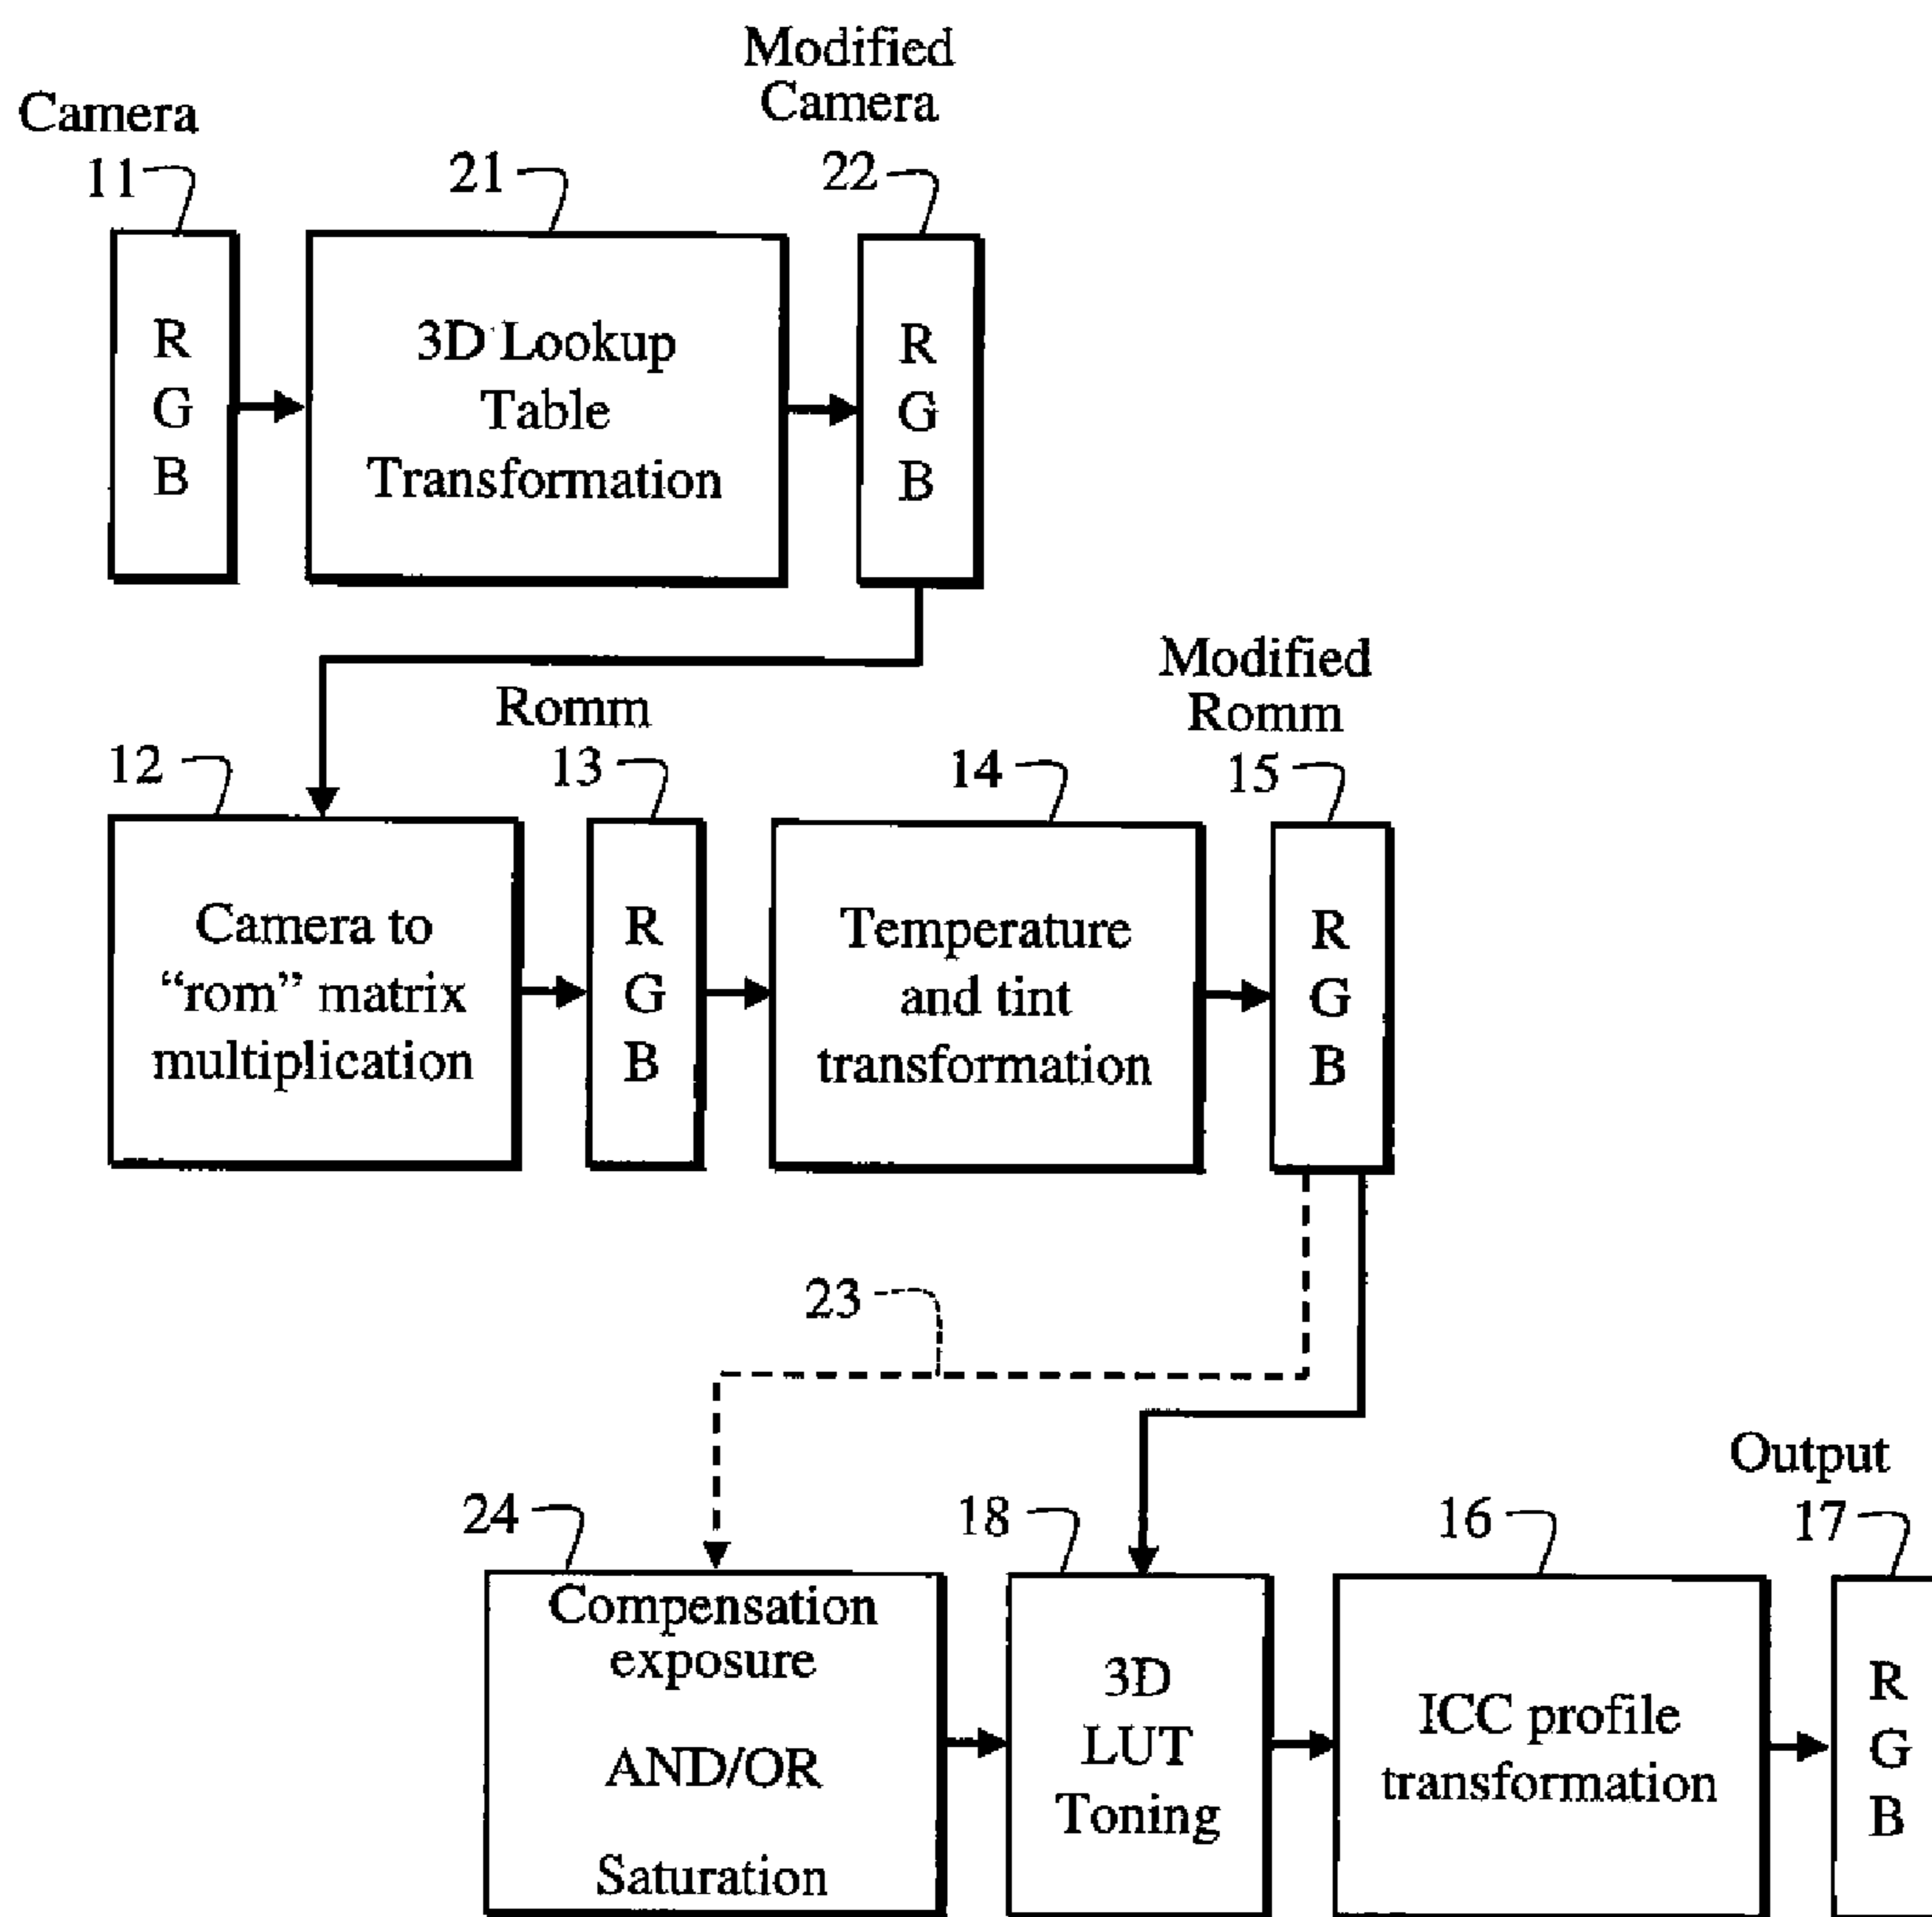 Camera
11
21
Modified
Camera
22
R
G
B
3D Lookup
Table
Transformation
R
G
B
12
Romm
13
14
Modified
Romm
15
Camera to
“rom” matrix
multiplication
R
G
B
Temperature
and tint
transformation
R
G
B
23
24
18
16
Output
17
Compensation
exposure
AND/OR
Saturation
3D
LUT
Toning
ICC profile
transformation
R
G
B